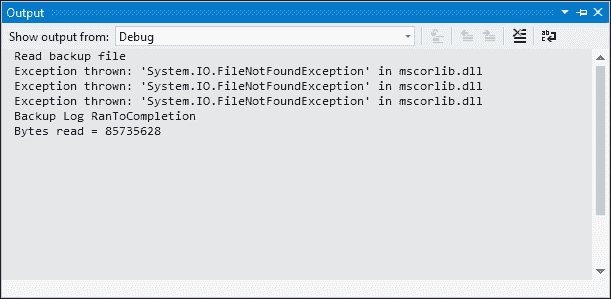 Output
Show output from: Debug
Read backup file
Exception thrown: 'System.IO.FileNotFoundException' in mscorlib.dll
Exception thrown: 'System.IO.FileNotFoundException' in mscorlib.dll
Exception thrown: 'System.IO.FileNotFoundException' in mscorlib.dll
Backup Log RanToCompletion
Bytes read = 85735628